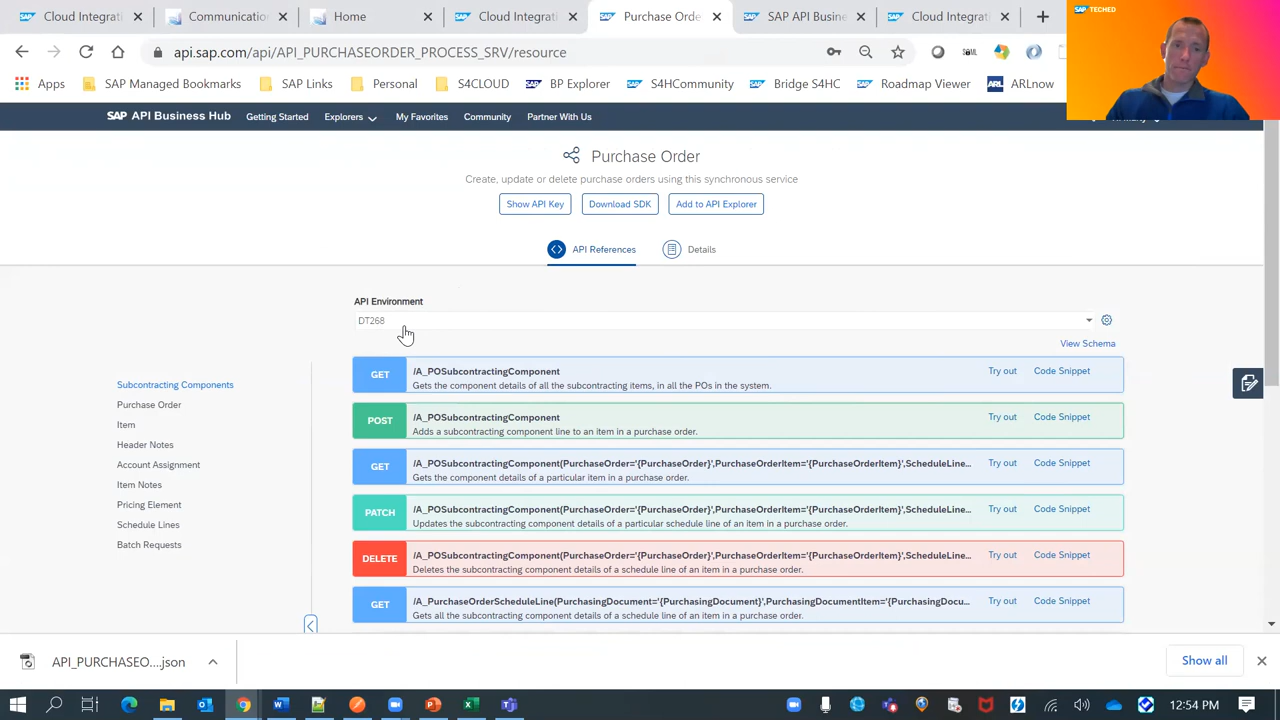 Cloud Integrati
Communication
Home
Cloud Integrati
Purchase Orde
SAP API Busine
Cloud Integrati
SAP TECHED
api.sap.com/api/API_PURCHASEORDER_PROCESS_SRV/resource
Apps
SAP Managed Bookmarks
SAP Links
Personal
S4CLOUD
BP Explorer
S4HCommunity
Bridge S4HC
Roadmap Viewer
ARL ARLnow
SAP API Business Hub
Getting Started
Explorers
My Favorites
Community
Partner With Us
Purchase Order
Create, update or delete purchase orders using this synchronous service
Show API Key
Download SDK
Add to API Explorer
API References
Details
API Environment
DT268
View Schema
Subcontracting Components
Purchase Order
Item
Header Notes
Account Assignment
Item Notes
Pricing Element
Schedule Lines
Batch Requests
GET /A_POSubcontractingComponent Try out Code Snippet
Gets the component details of all the subcontracting items, in all the POs in the system.
POST /A_POSubcontractingComponent Try out Code Snippet
Adds a subcontracting component line to an item in a purchase order.
GET /A_POSubcontractingComponent(PurchaseOrder='{PurchaseOrder}',PurchaseOrderItem='{PurchaseOrderItem}',ScheduleLine... Try out Code Snippet
Gets the component details of a particular item in a purchase order.
PATCH /A_POSubcontractingComponent(PurchaseOrder='{PurchaseOrder}',PurchaseOrderItem='{PurchaseOrderItem}',ScheduleLine... Try out Code Snippet
Updates the subcontracting component details of a particular schedule line of an item in a purchase order.
DELETE /A_POSubcontractingComponent(PurchaseOrder='{PurchaseOrder}',PurchaseOrderItem='{PurchaseOrderItem}',ScheduleLine... Try out Code Snippet
Deletes the subcontracting component details of a schedule line of an item in a purchase order.
GET /A_PurchaseOrderScheduleLine(PurchasingDocument='{PurchasingDocument}',PurchasingDocumentItem='{PurchasingDocu... Try out Code Snippet
Gets all the subcontracting component details of a schedule line of an item in a purchase order.
API_PURCHASEO....json
Show all
12:54 PM